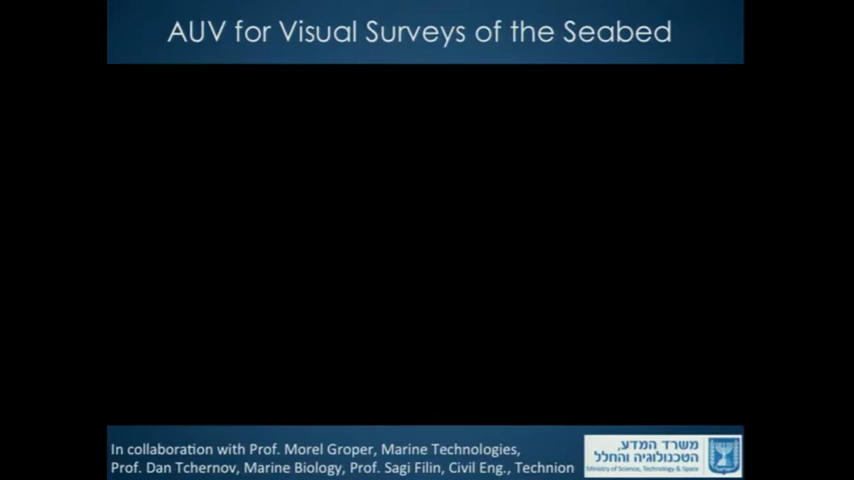 AUV for Visual Surveys of the Seabed
In collaboration with Prof. Morel Groper, Marine Technologies,
Prof. Dan Tchernov, Marine Biology, Prof. Sagi Filin, Civil Eng., Technion
משרד המדע,
הטכנולוגיה והחלל
Ministry of Science, Technology & Space